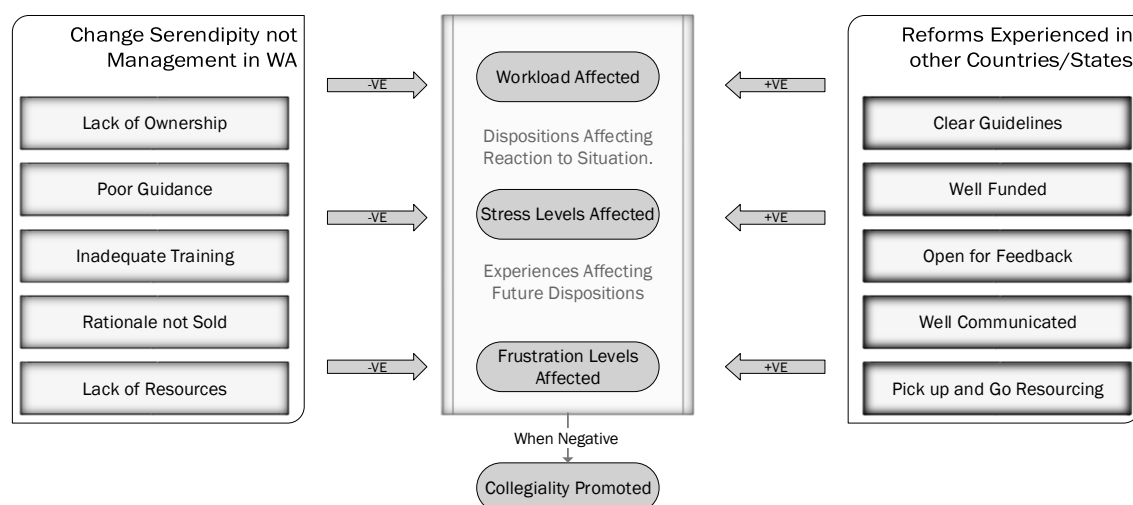 Change Serendipity not
Management in WA
Lack of Ownership
Poor Guidance
Inadequate Training
Rationale not Sold
Lack of Resources
-VE
-VE
-VE
Workload Affected
Dispositions Affecting
Reaction to Situation.
Stress Levels Affected
Experiences Affecting
Future Dispositions
Frustration Levels
Affected
When Negative
Collegiality Promoted
+VE
+VE
+VE
Reforms Experienced in
other Countries/States
Clear Guidelines
Well Funded
Open for Feedback
Well Communicated
Pick up and Go Resourcing